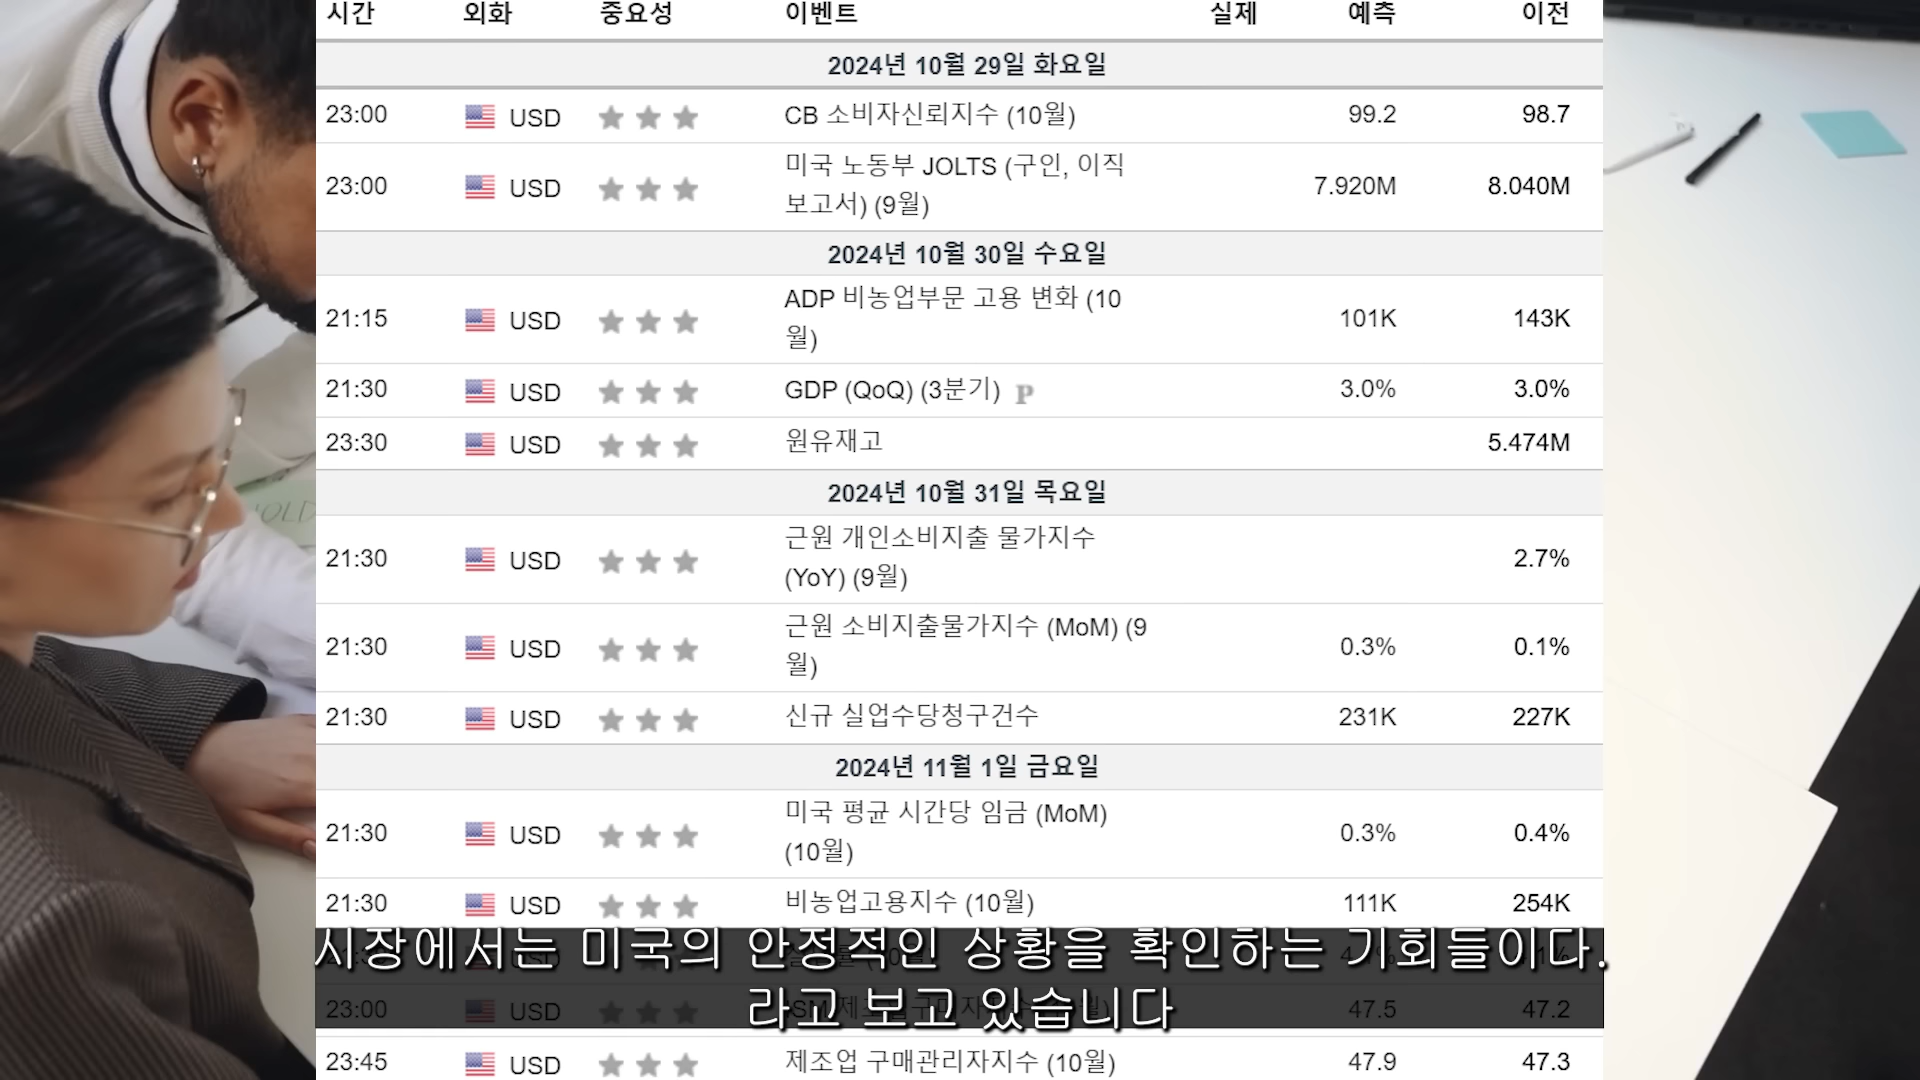 시간 외화 중요성 이벤트 실제 예측 이전
2024년 10월 29일 화요일
23:00 USD CB 소비자신뢰지수 (10월) 99.2 98.7
23:00 USD 미국 노동부 JOLTS (구인, 이직 7.920M 8.040M
보고서) (9월)
2024년 10월 30일 수요일
21:15 USD ADP 비농업부문 고용 변화 (10 101K 143K
월)
21:30 USD GDP (QoQ) (3분기) P 3.0% 3.0%
23:30 USD 원유재고 5.474M
2024년 10월 31일 목요일
21:30 USD 근원 개인소비지출 물가지수 2.7%
(YoY) (9월)
21:30 USD 근원 소비지출물가지수 (MoM) (9 0.3% 0.1%
월)
21:30 USD 신규 실업수당청구건수 231K 227K
2024년 11월 1일 금요일
21:30 USD 미국 평균 시간당 임금 (MoM) 0.3% 0.4%
(10월)
21:30 USD 비농업고용지수 (10월) 111K 254K
시장에서는 미국의 안정적인 상황을 확인하는 기회들이다.
라고 보고 있습니다
23:00 USD 47.5 47.2
23:45 USD 제조업 구매관리자지수 (10월) 47.9 47.3